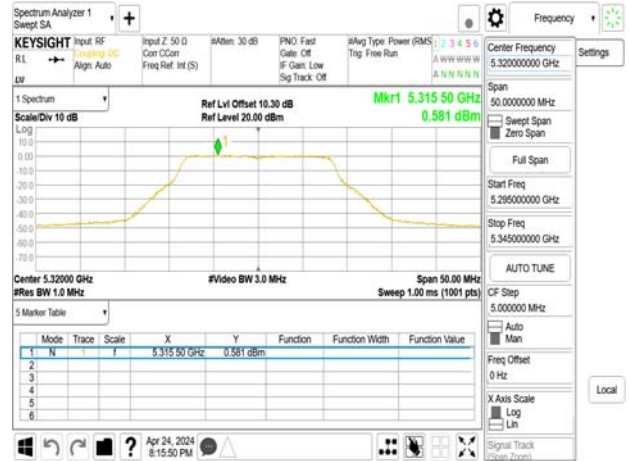 Spectrum Analyzer 1
Swept SA
Frequency
KEYSIGHT
RL
Input: RF
Coupling: DC
Align: Auto
Input Z: 50 Ω
Corr CCorr
Freq Ref: Int (S)
#Atten: 30 dB
PNO: Fast
Gate: Off
IF Gain: Low
Sig Track: Off
#Avg Type: Power (RMS
Trig: Free Run
1 2 3 4 5 6
A W W W W W
A N N N N N
LVI
Center Frequency
5.320000000 GHz
Settings
Span
50.0000000 MHz
Swept Span
Zero Span
Full Span
Start Freq
5.295000000 GHz
Stop Freq
5.345000000 GHz
AUTO TUNE
CF Step
5.000000 MHz
Auto
Man
Freq Offset
0 Hz
X Axis Scale
Log
Lin
Signal Track
(Span Zoom)
Local
1 Spectrum
Scale/Div 10 dB
Ref Lvl Offset 10.30 dB
Ref Level 20.00 dBm
Mkr1 5.315 50 GHz
0.581 dBm
Log
10.0
0.00
-10.0
-20.0
-30.0
-40.0
-50.0
-60.0
-70.0
1
Center 5.32000 GHz
#Res BW 1.0 MHz
#Video BW 3.0 MHz
Span 50.00 MHz
Sweep 1.00 ms (1001 pts)
5 Marker Table
Mode Trace Scale X Y Function Function Width Function Value
1 N 1 f 5.315 50 GHz 0.581 dBm
2
3
4
5
6
?
Apr 24, 2024
8:15:50 PM